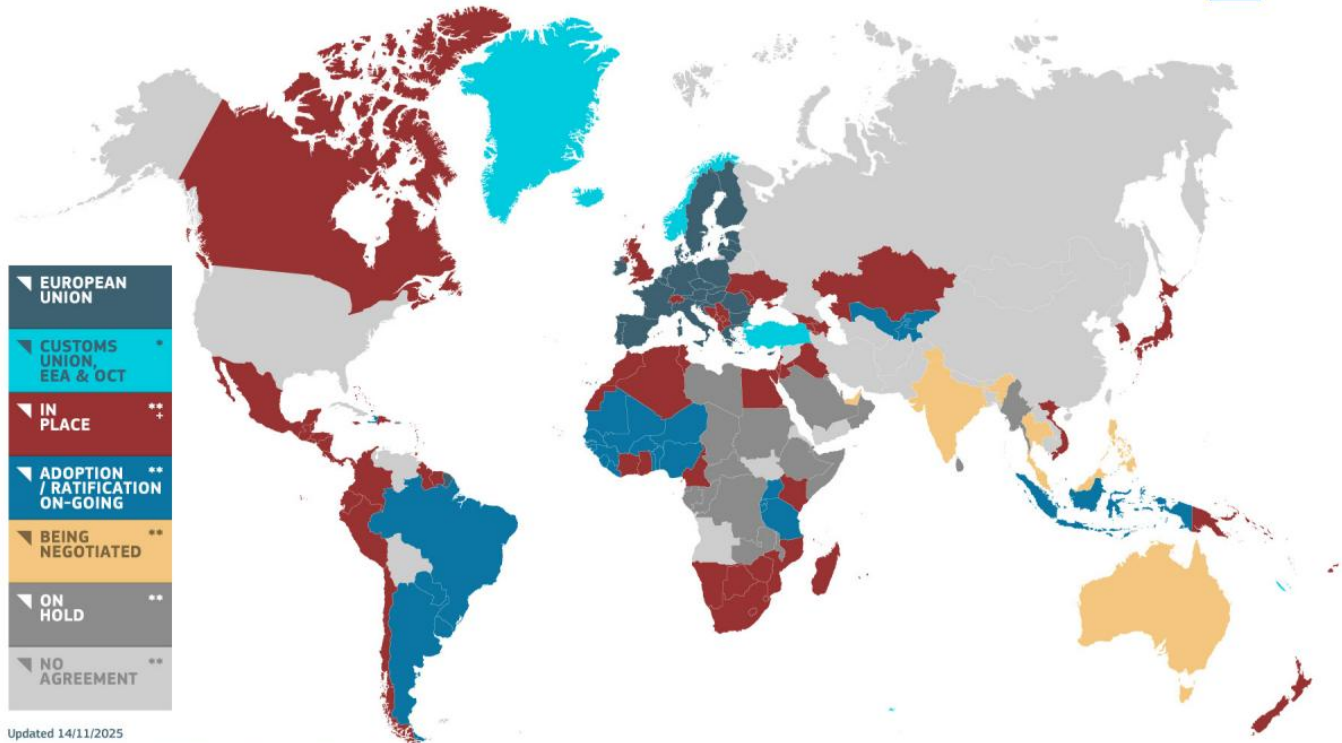 EUROPEAN
UNION
CUSTOMS *
UNION,
EEA & OCT
IN **
PLACE +
ADOPTION **
/ RATIFICATION
ON-GOING
BEING **
NEGOTIATED
ON **
HOLD
NO **
AGREEMENT
Updated 14/11/2025